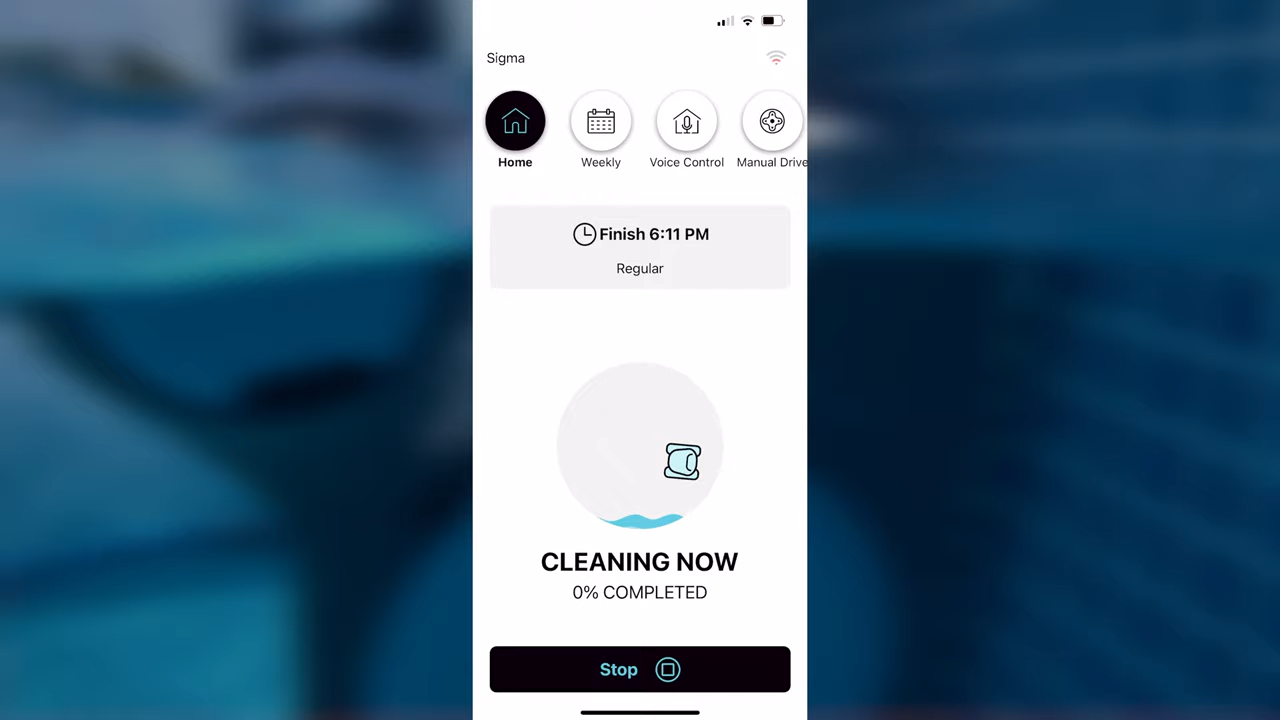 Sigma
Home
Weekly
Voice Control
Manual Drive
Finish 6:11 PM
Regular
CLEANING NOW
0% COMPLETED
Stop